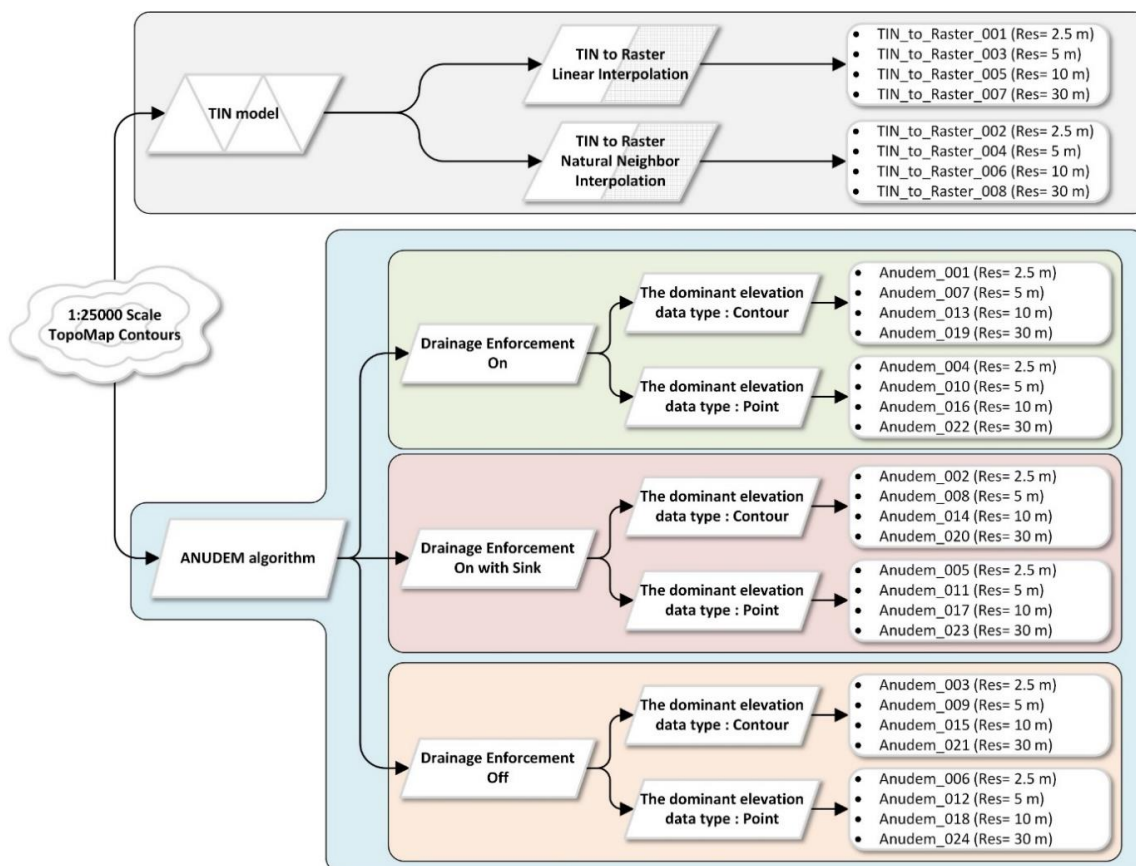 1:25000 Scale
TopoMap Contours
TIN model
TIN to Raster
Linear Interpolation
• TIN_to_Raster_001 (Res= 2.5 m)
• TIN_to_Raster_003 (Res= 5 m)
• TIN_to_Raster_005 (Res= 10 m)
• TIN_to_Raster_007 (Res= 30 m)
TIN to Raster
Natural Neighbor
Interpolation
• TIN_to_Raster_002 (Res= 2.5 m)
• TIN_to_Raster_004 (Res= 5 m)
• TIN_to_Raster_006 (Res= 10 m)
• TIN_to_Raster_008 (Res= 30 m)
ANUDEM algorithm
Drainage Enforcement
On
The dominant elevation
data type : Contour
• Anudem_001 (Res= 2.5 m)
• Anudem_007 (Res= 5 m)
• Anudem_013 (Res= 10 m)
• Anudem_019 (Res= 30 m)
The dominant elevation
data type : Point
• Anudem_004 (Res= 2.5 m)
• Anudem_010 (Res= 5 m)
• Anudem_016 (Res= 10 m)
• Anudem_022 (Res= 30 m)
Drainage Enforcement
On with Sink
The dominant elevation
data type : Contour
• Anudem_002 (Res= 2.5 m)
• Anudem_008 (Res= 5 m)
• Anudem_014 (Res= 10 m)
• Anudem_020 (Res= 30 m)
The dominant elevation
data type : Point
• Anudem_005 (Res= 2.5 m)
• Anudem_011 (Res= 5 m)
• Anudem_017 (Res= 10 m)
• Anudem_023 (Res= 30 m)
Drainage Enforcement
Off
The dominant elevation
data type : Contour
• Anudem_003 (Res= 2.5 m)
• Anudem_009 (Res= 5 m)
• Anudem_015 (Res= 10 m)
• Anudem_021 (Res= 30 m)
The dominant elevation
data type : Point
• Anudem_006 (Res= 2.5 m)
• Anudem_012 (Res= 5 m)
• Anudem_018 (Res= 10 m)
• Anudem_024 (Res= 30 m)